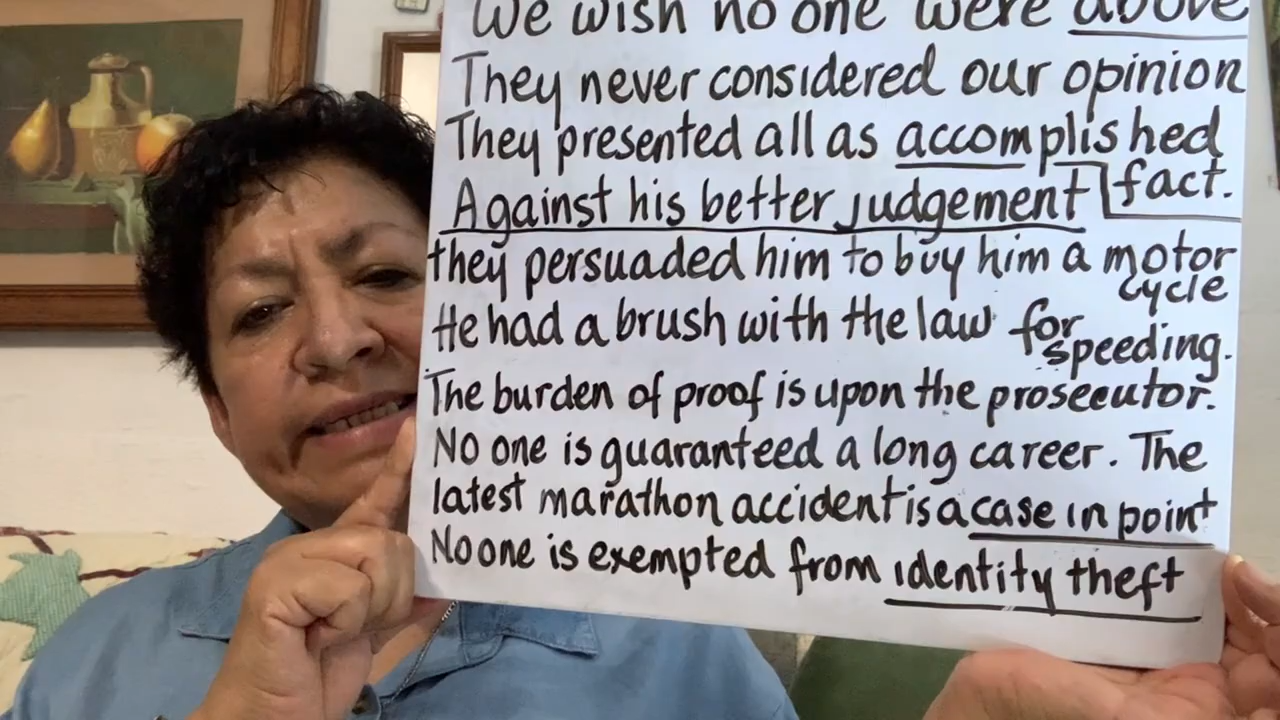 We wish no one were above
They never considered our opinion
They presented all as accomplished
fact.
Against his better judgement
they persuaded him to buy him a motor
cycle
He had a brush with the law for
speeding.
The burden of proof is upon the prosecutor.
No one is guaranteed a long career. The
latest marathon accident is a case in point
No one is exempted from identity theft